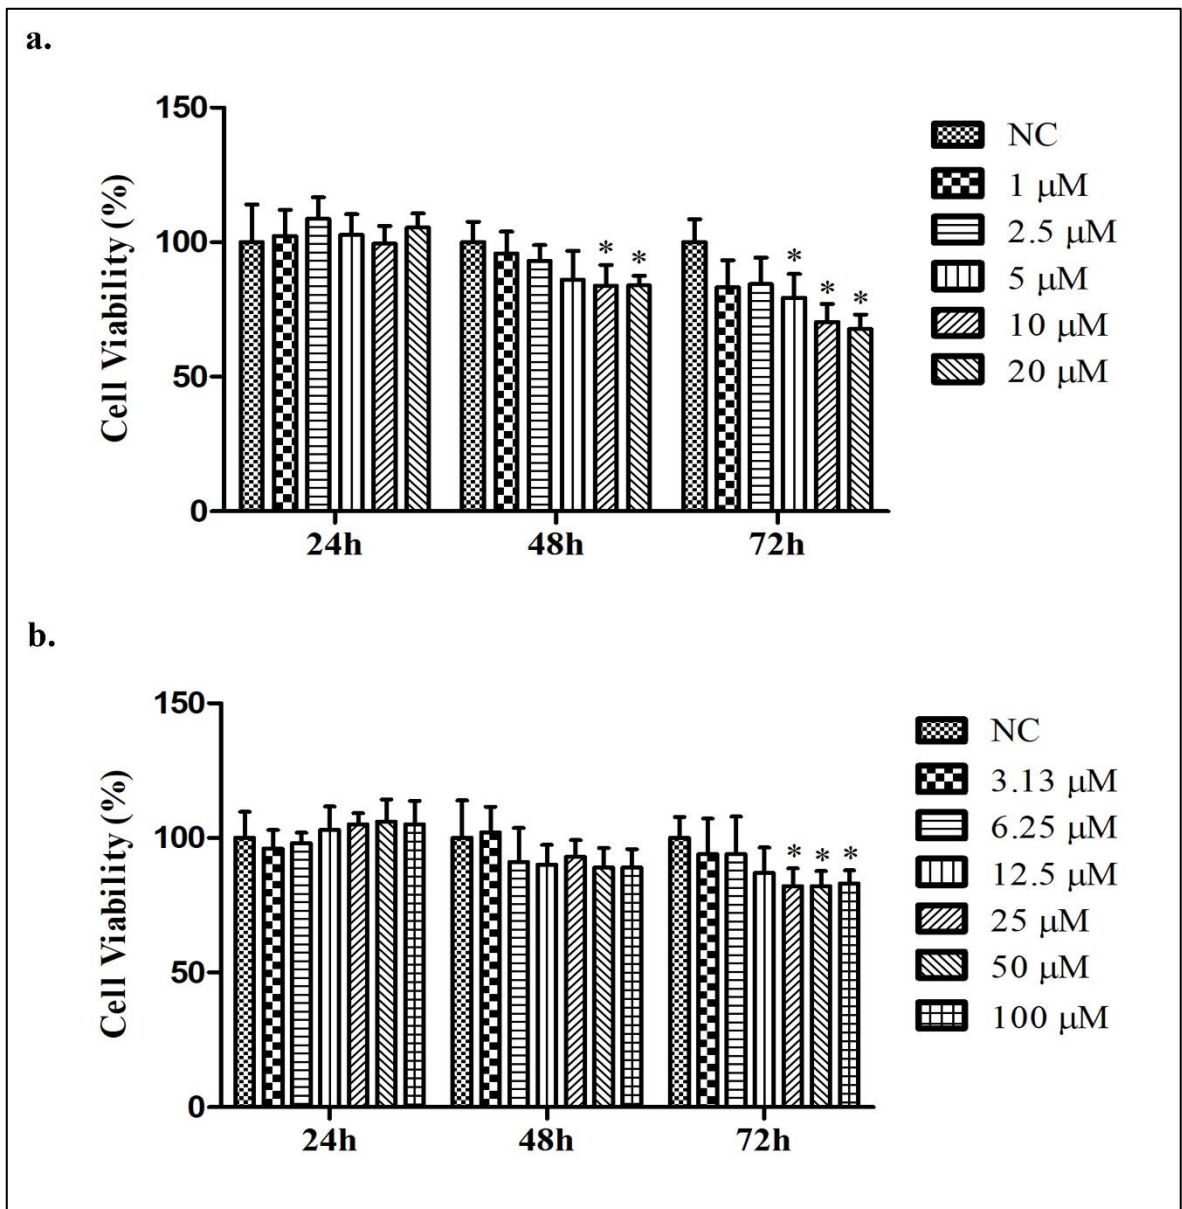 a.
150
100
50
0
Cell Viability (%)
* *
* * *
24h 48h 72h
NC
1 μM
2.5 μM
5 μM
10 μM
20 μM
b.
150
100
50
0
Cell Viability (%)
* * *
24h 48h 72h
NC
3.13 μM
6.25 μM
12.5 μM
25 μM
50 μM
100 μM